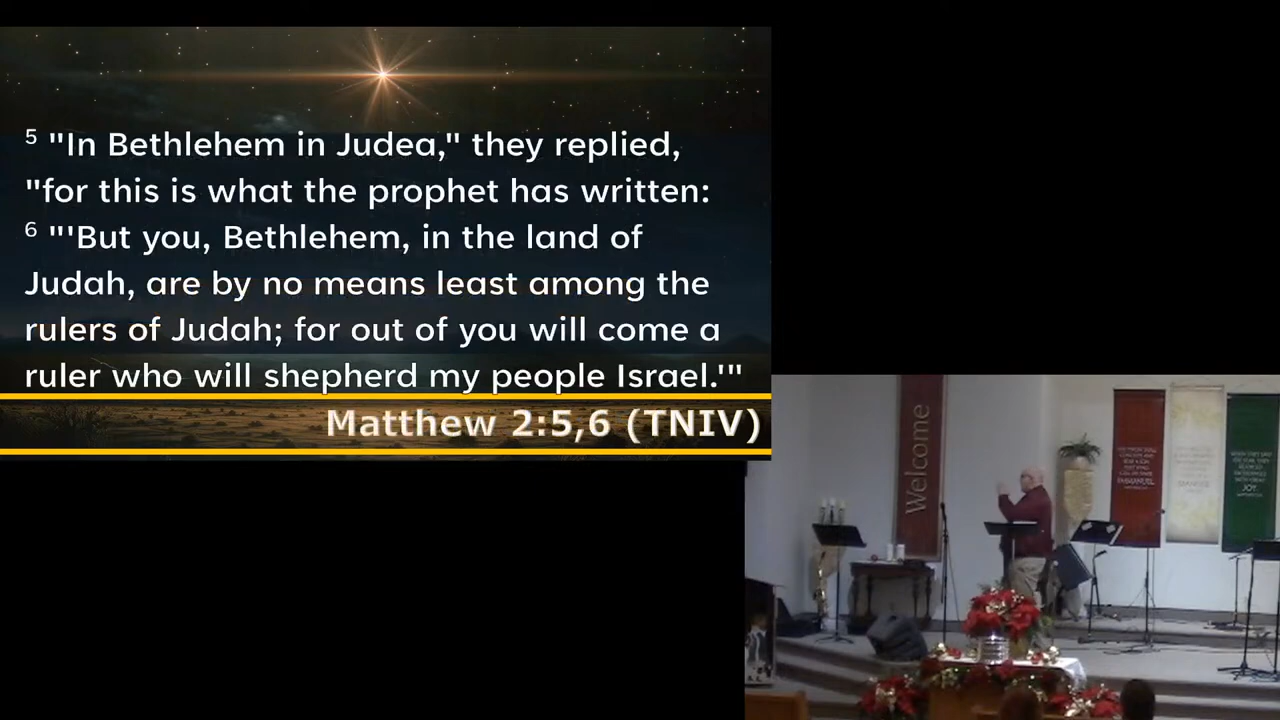 5 "In Bethlehem in Judea," they replied,
"for this is what the prophet has written:
6 "'But you, Bethlehem, in the land of
Judah, are by no means least among the
rulers of Judah; for out of you will come a
ruler who will shepherd my people Israel.'"
Matthew 2:5,6 (TNIV)
Welcome
EMMANUEL
JOY